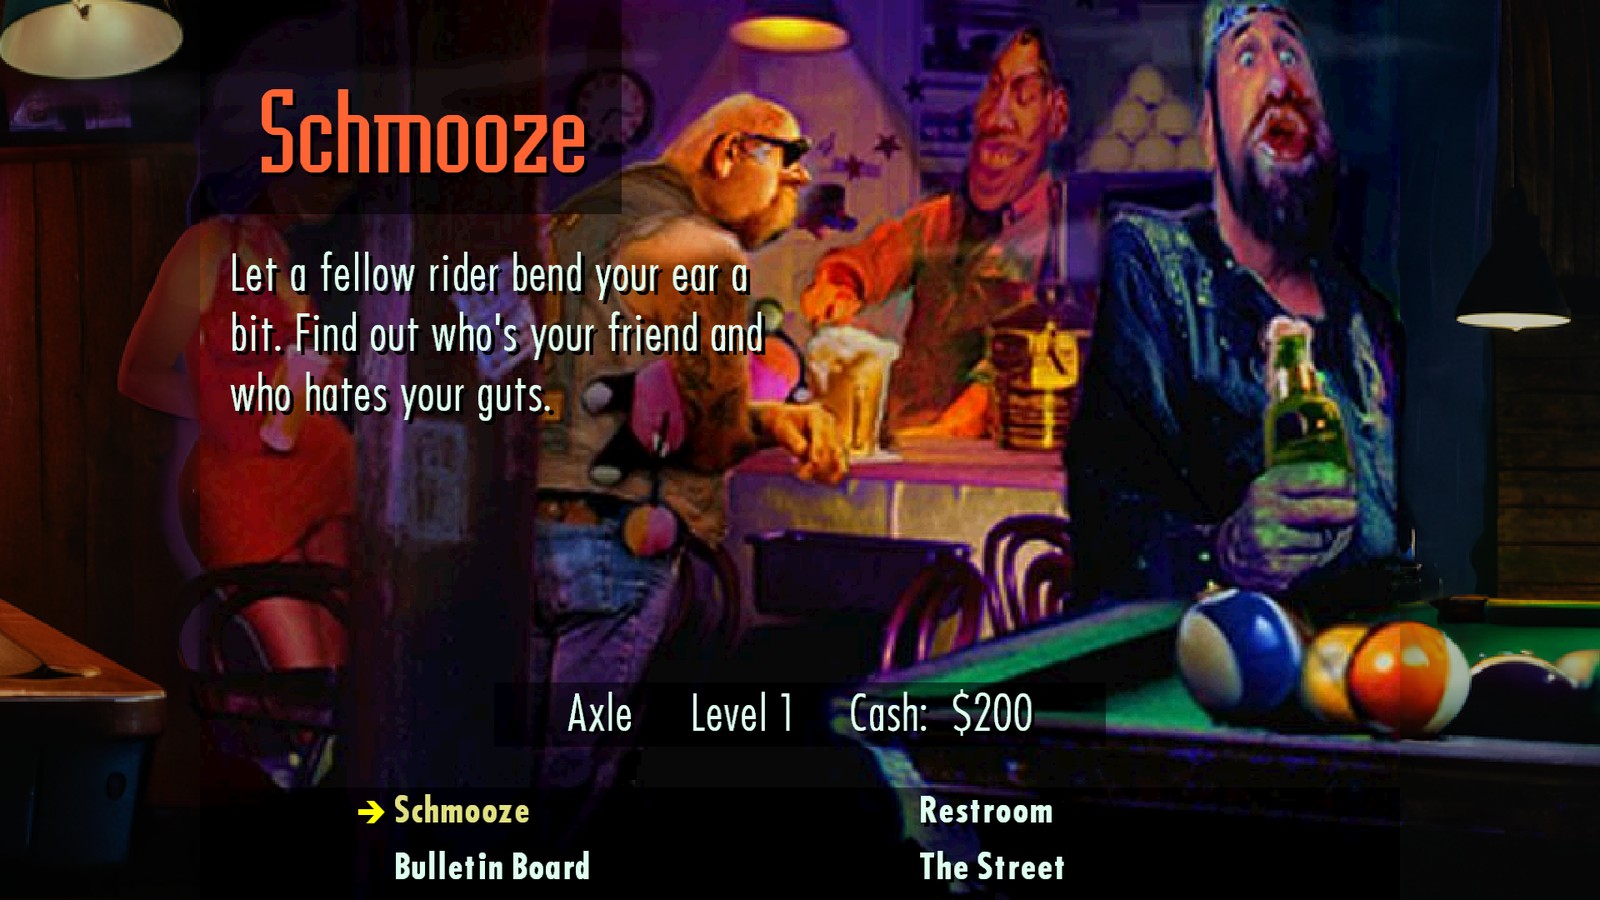 Schmooze
Let a fellow rider bend your ear a
bit. Find out who's your friend and
who hates your guts.
Axle Level 1 Cash: $200
Schmooze Restroom
Bulletin Board The Street